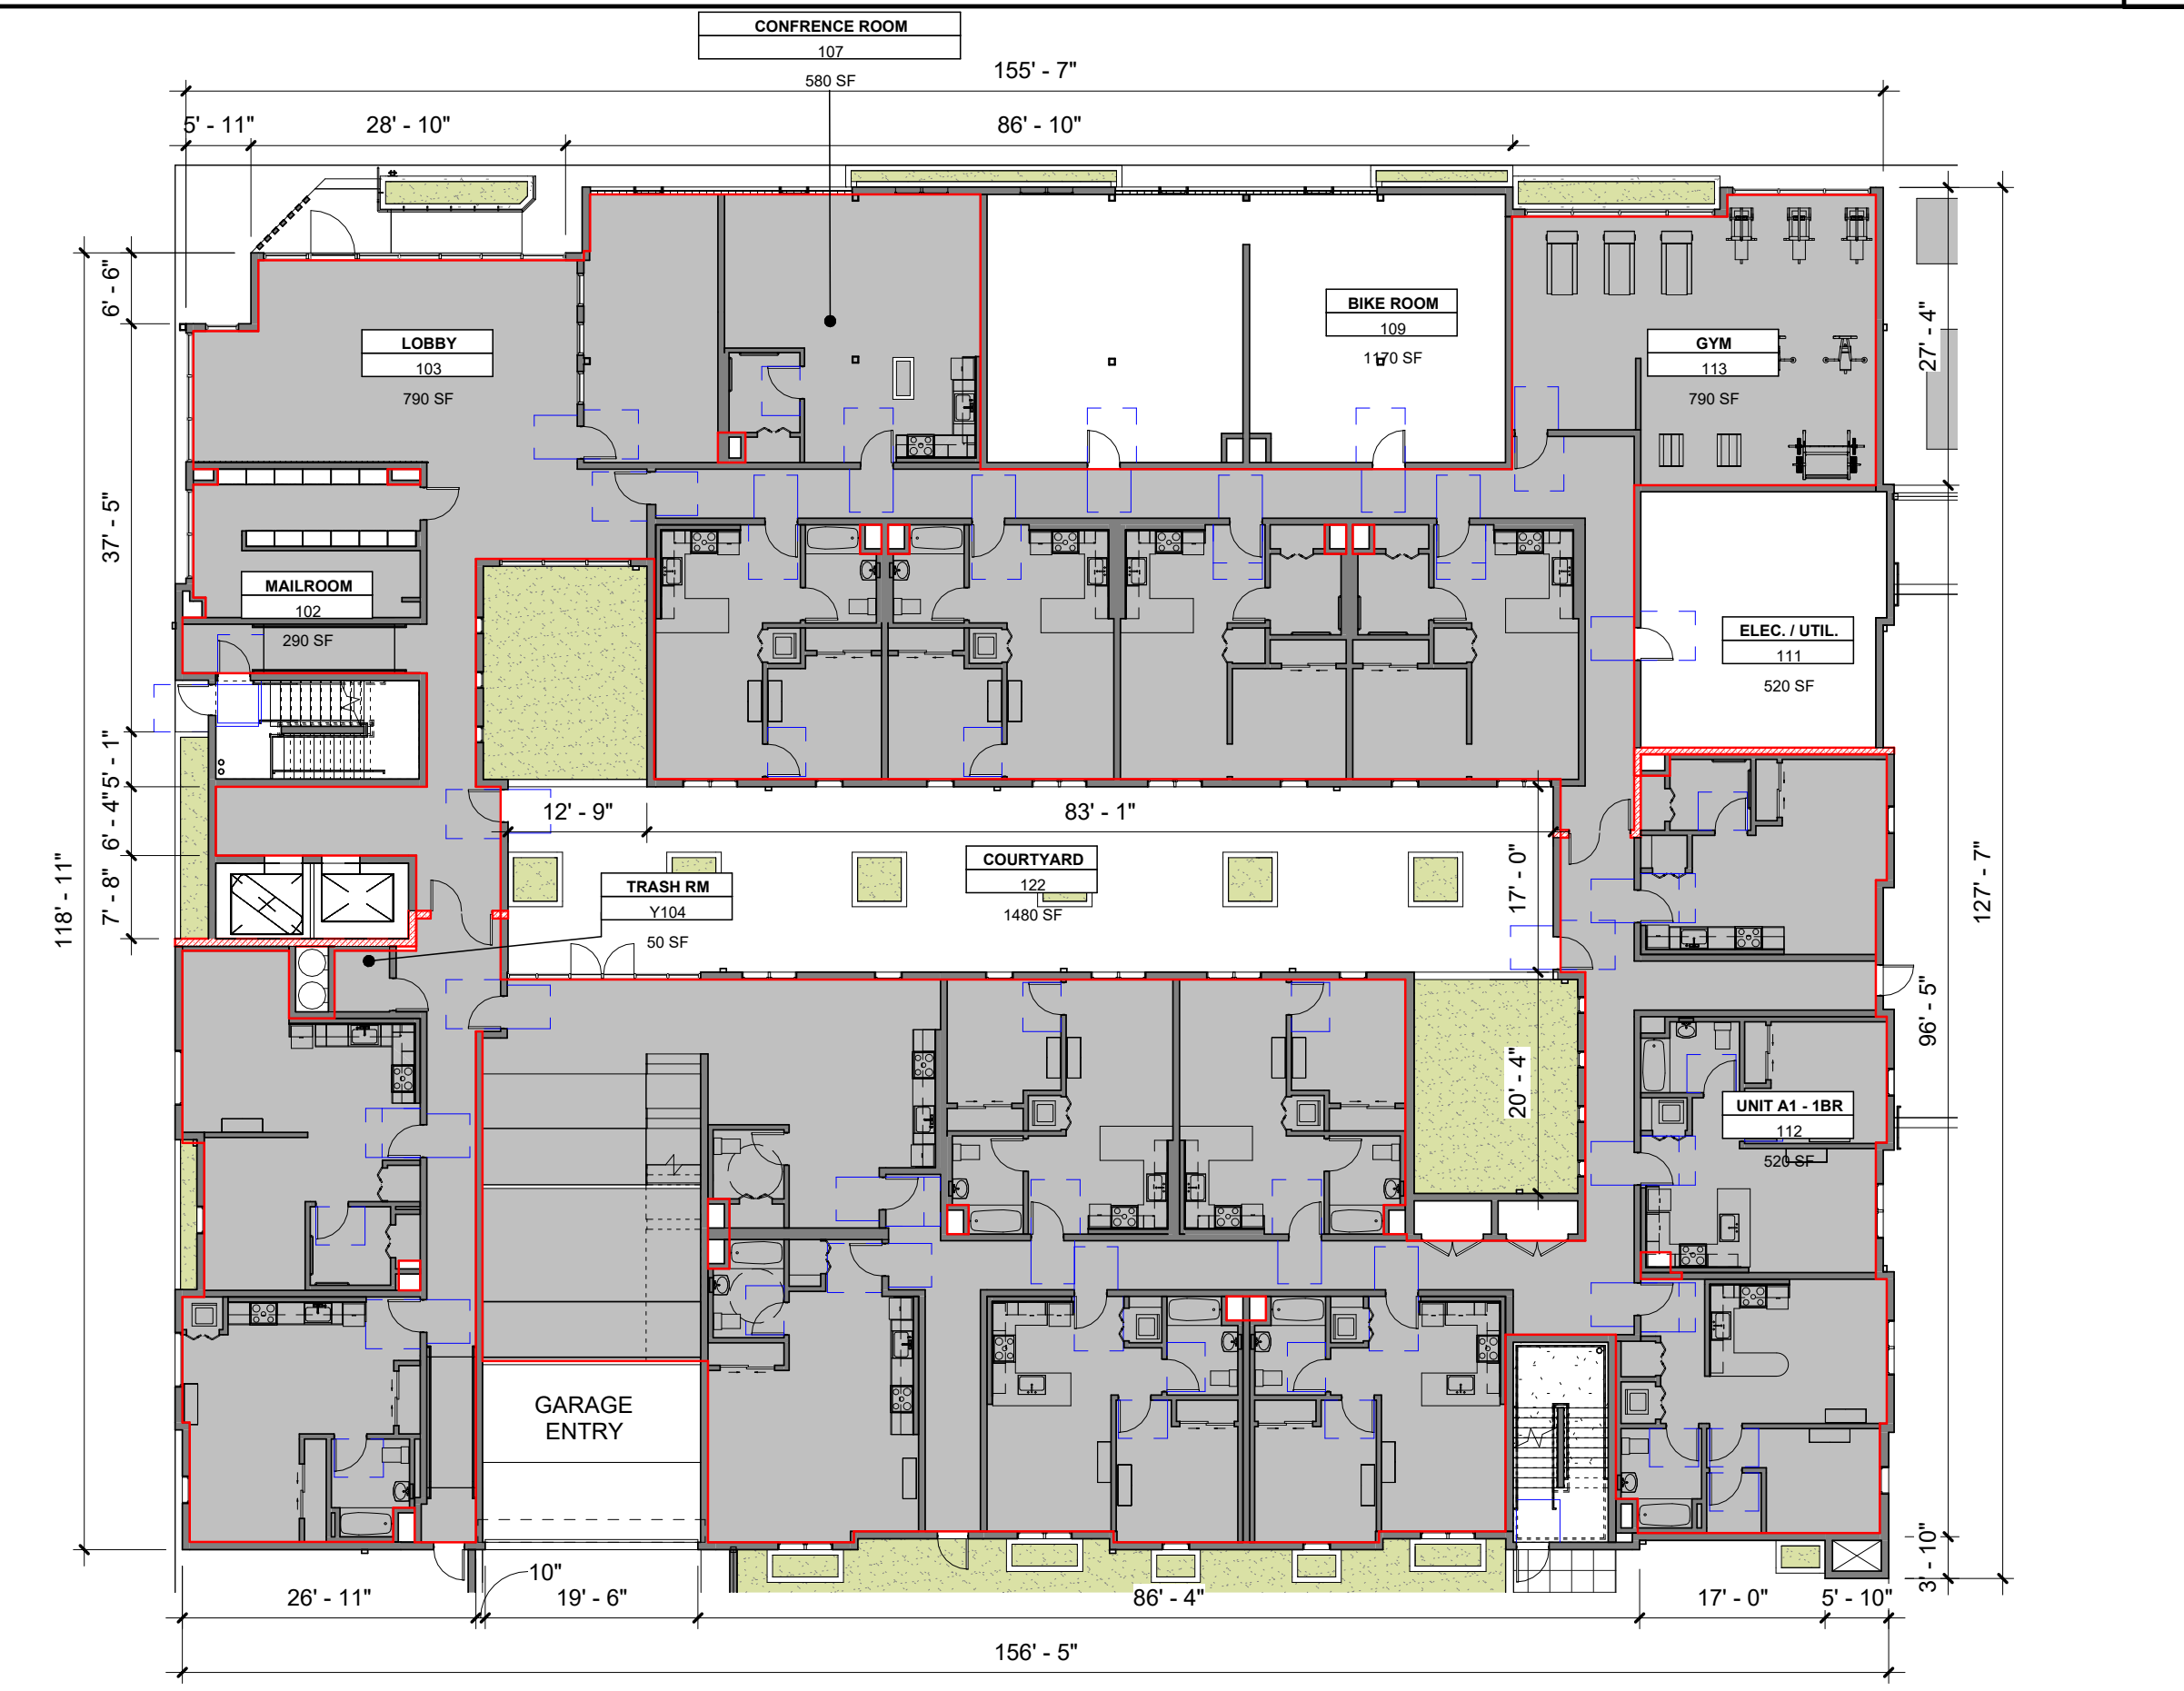 CONFRENCE ROOM
107
580 SF
155' - 7"
5' - 11"
28' - 10"
86' - 10"
6' - 6"
37' - 5"
5' - 1"
6' - 4"
7' - 8"
118' - 11"
LOBBY
103
790 SF
BIKE ROOM
109
1170 SF
GYM
113
790 SF
27' - 4"
MAILROOM
102
290 SF
ELEC. / UTIL.
111
520 SF
12' - 9"
83' - 1"
17' - 0"
COURTYARD
122
1480 SF
TRASH RM
Y104
50 SF
127' - 7"
96' - 5"
20' - 4"
UNIT A1 - 1BR
112
520 SF
GARAGE
ENTRY
3' - 10"
10"
26' - 11"
19' - 6"
86' - 4"
17' - 0"
5' - 10"
156' - 5"